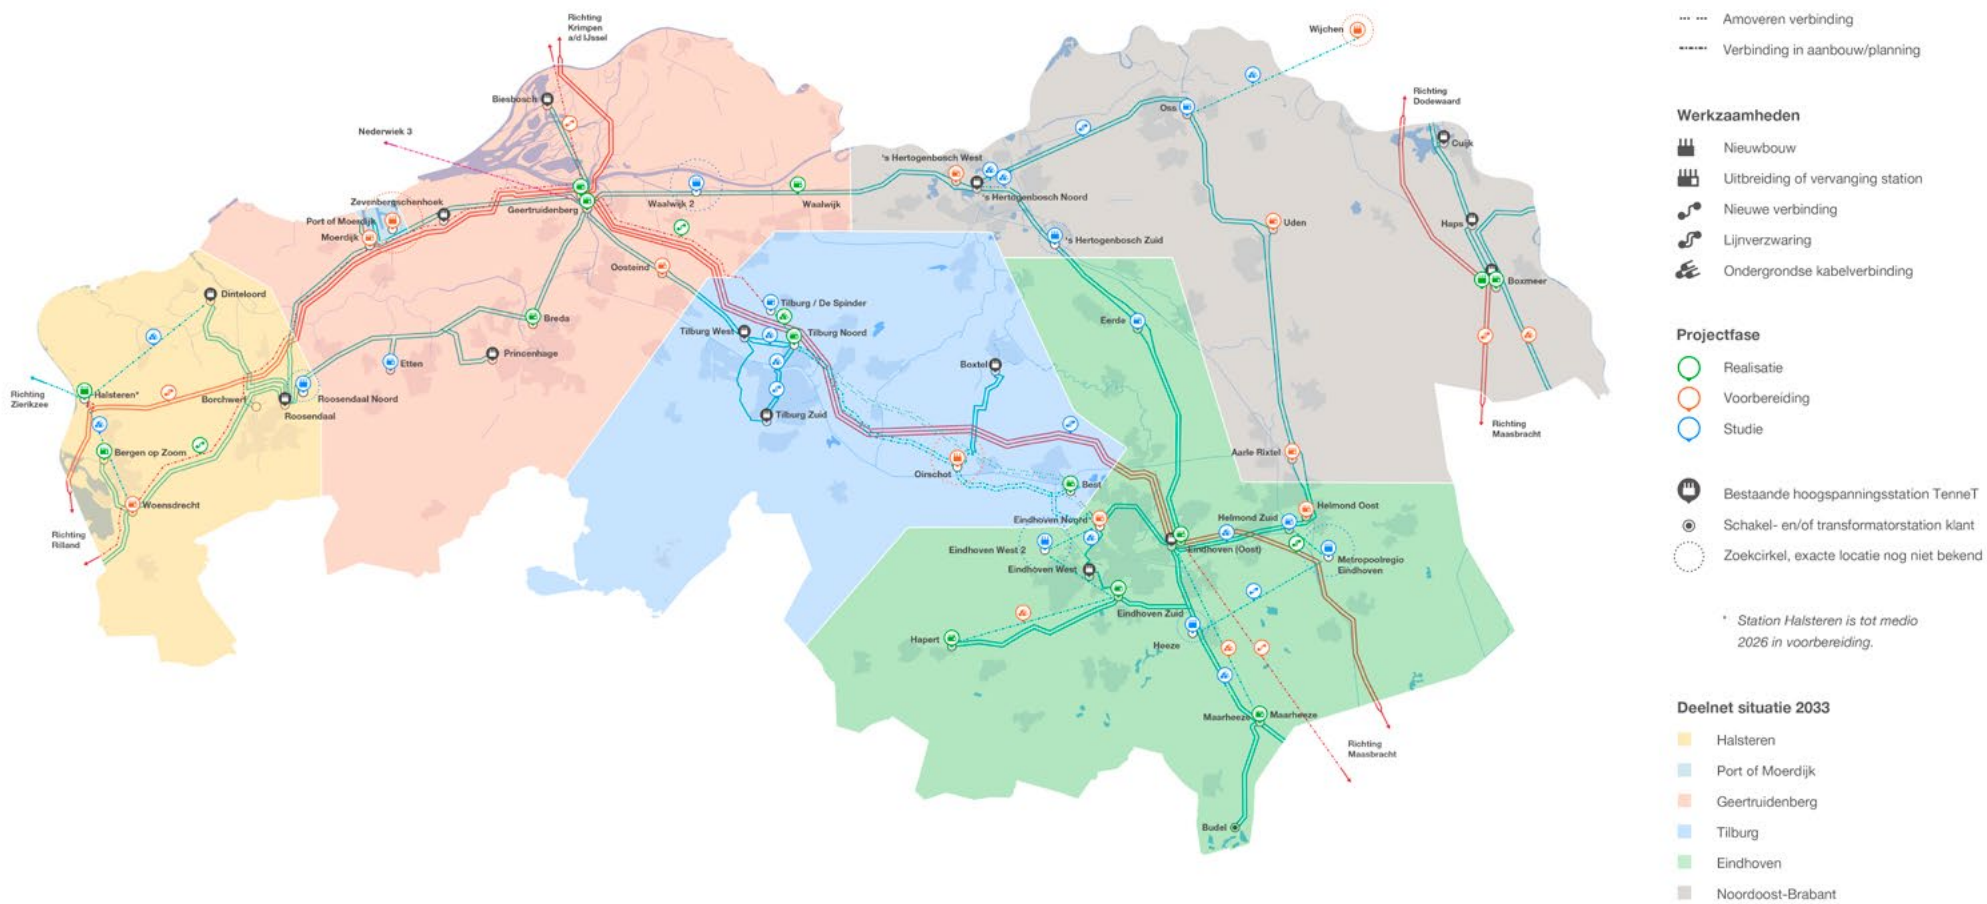 Richting
Krimpen
a/d IJssel
Wijchen
Biesbosch
Nederwiek 3
Oss
Richting
Dodewaard
Cuijk
's Hertogenbosch West
's Hertogenbosch Noord
Zevenbergschenhoek
Port of Moerdijk
Moerdijk
Geertruidenberg
Waalwijk 2
Waalwijk
Uden
Haps
's Hertogenbosch Zuid
Oosteind
Boxmeer
Dinteloord
Tilburg / De Spinder
Breda
Tilburg West
Tilburg Noord
Eerde
Princenhage
Etten
Boxtel
Richting
Zierikzee
Halsteren*
Borchwerf
Roosendaal Noord
Roosendaal
Tilburg Zuid
Richting
Maasbracht
Bergen op Zoom
Aarle Rixtel
Oirschot
Best
Woensdrecht
Helmond Oost
Eindhoven Noord
Helmond Zuid
Richting
Rilland
Eindhoven West 2
Eindhoven (Oost)
Eindhoven West
Metropoolregio
Eindhoven
Eindhoven Zuid
Hapert
Heeze
Maarheeze
Maarheeze
Richting
Maasbracht
Budel
Amoveren verbinding
Verbinding in aanbouw/planning
Werkzaamheden
Nieuwbouw
Uitbreiding of vervanging station
Nieuwe verbinding
Lijnverzwaring
Ondergrondse kabelverbinding
Projectfase
Realisatie
Voorbereiding
Studie
Bestaande hoogspanningsstation TenneT
Schakel- en/of transformatorstation klant
Zoekcirkel, exacte locatie nog niet bekend
* Station Halsteren is tot medio
2026 in voorbereiding.
Deelnet situatie 2033
Halsteren
Port of Moerdijk
Geertruidenberg
Tilburg
Eindhoven
Noordoost-Brabant